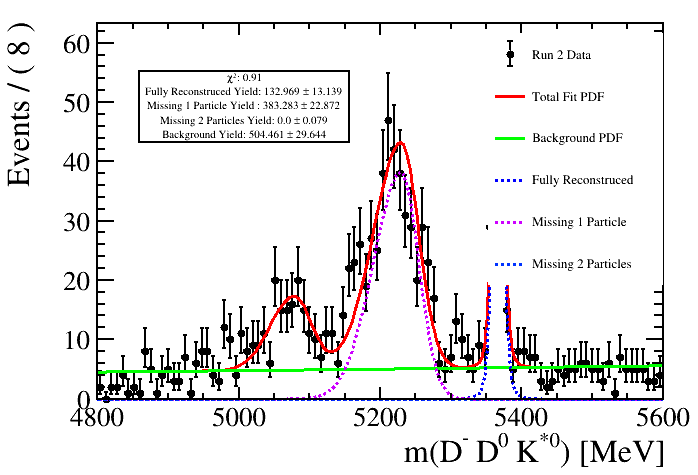 Events / ( 8 )
60
50
40
30
20
10
0
χ²: 0.91
Fully Reconstruced Yield: 132.969 ± 13.139
Missing 1 Particle Yield : 383.283 ± 22.872
Missing 2 Particles Yield: 0.0 ± 0.079
Background Yield: 504.461 ± 29.644
Run 2 Data
Total Fit PDF
Background PDF
Fully Reconstruced
Missing 1 Particle
Missing 2 Particles
4800 5000 5200 5400 5600
m(D⁻ D⁰ K*⁰) [MeV]